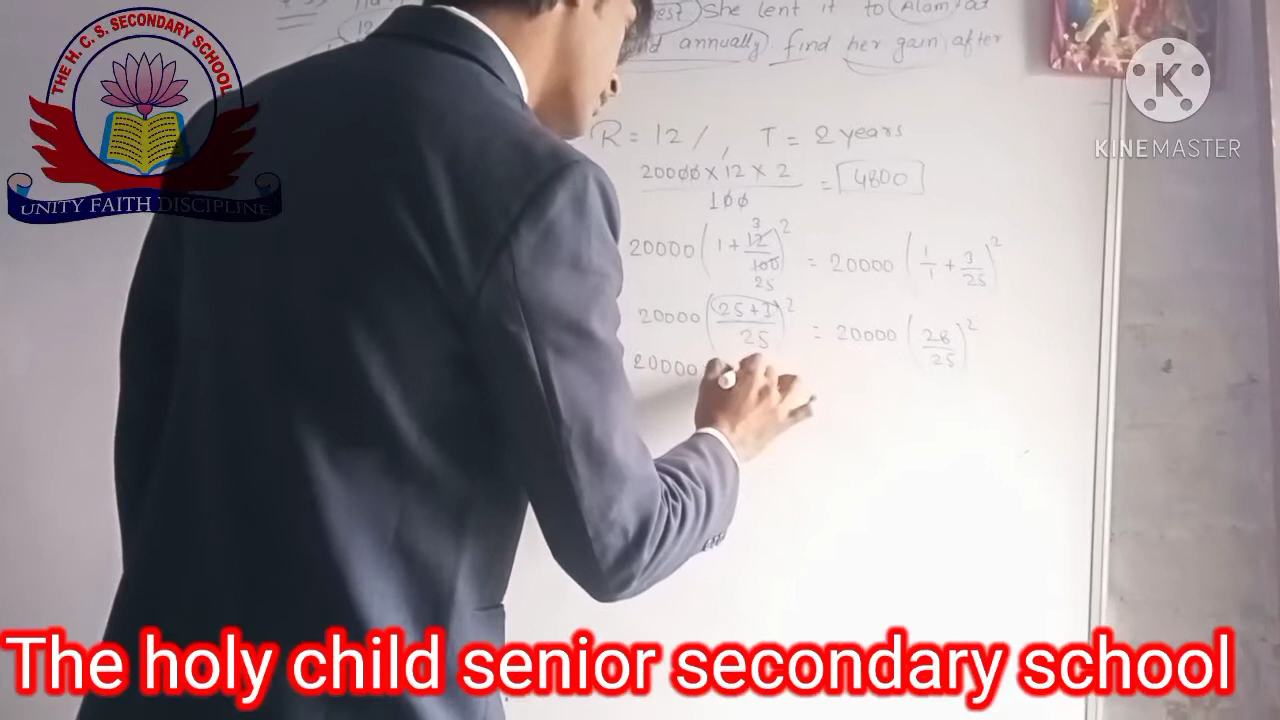 THE H. C. S. SECONDARY SCHOOL
UNITY FAITH DISCIPLINE
KINEMASTER
She lent it to Alam at
annually). find her gain after
R = 12 / , T = 2 years
20000 × 12 × 2 / 100 = 4800
20000 ( 1 + 12/100 )² 3 25 = 20000 ( 1/1 + 3/25 )²
20000 ( 25+3 / 25 )² = 20000 ( 28/25 )²
20000
The holy child senior secondary school